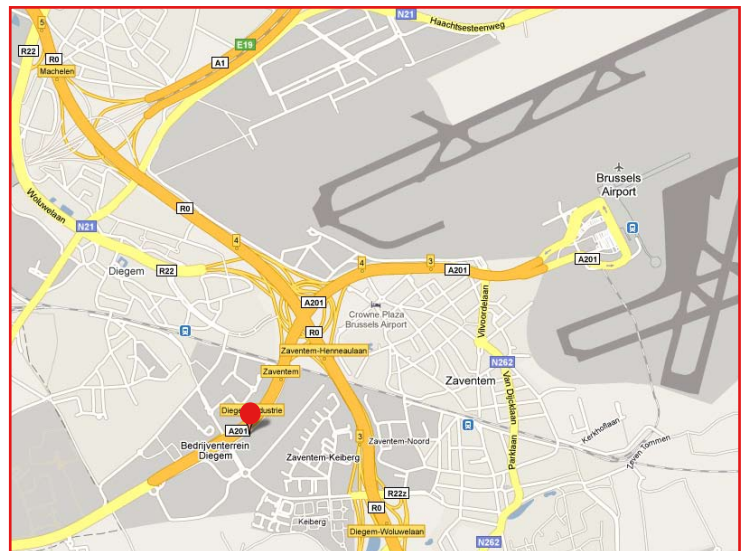 5
N21
Haachtsesteenweg
R22
R0
E19
Machelen
A1
Brussels
Airport
Woluwelaan
R0
N21
4
Diegem
R22
4
3
A201
A201
A201
Crowne Plaza
Brussels Airport
Vilvoordelaan
R0
Zaventem-Henneaulaan
N262
Zaventem
Zaventem
Van Dijcklaan
A201
Bedrijventerrein
Diegem
3
Zaventem-Noord
Kerkhoflaan
Zaventem-Keiberg
Parklaan
Zeven Tommen
R22z
R0
Keiberg
Diegem-Woluwelaan
N262